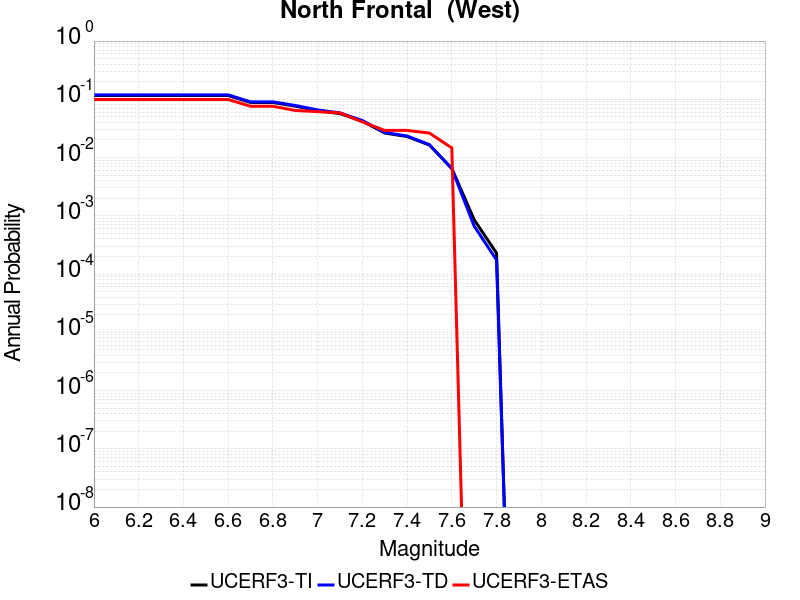 North Frontal (West)
10^0
10^-1
10^-2
10^-3
10^-4
10^-5
10^-6
10^-7
10^-8
Annual Probability
6 6.2 6.4 6.6 6.8 7 7.2 7.4 7.6 7.8 8 8.2 8.4 8.6 8.8 9
Magnitude
UCERF3-TI UCERF3-TD UCERF3-ETAS